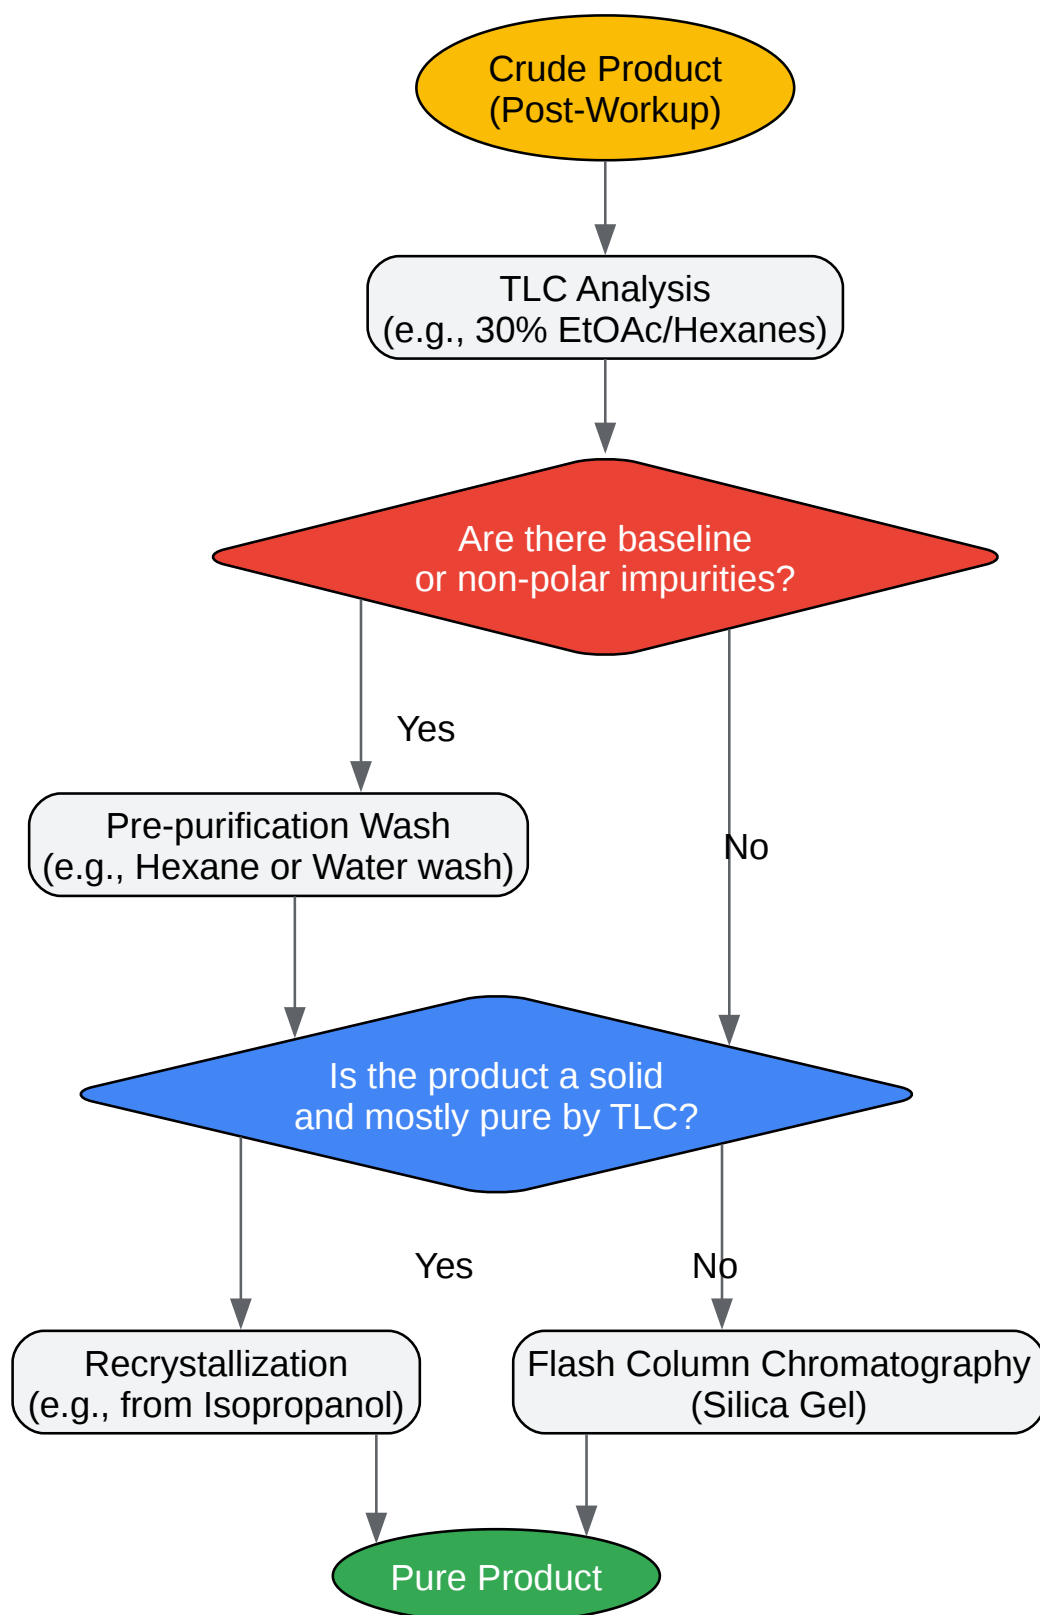 Crude Product
(Post-Workup)
TLC Analysis
(e.g., 30% EtOAc/Hexanes)
Are there baseline
or non-polar impurities?
Yes
Pre-purification Wash
(e.g., Hexane or Water wash)
No
Is the product a solid
and mostly pure by TLC?
Yes
No
Recrystallization
(e.g., from Isopropanol)
Flash Column Chromatography
(Silica Gel)
Pure Product